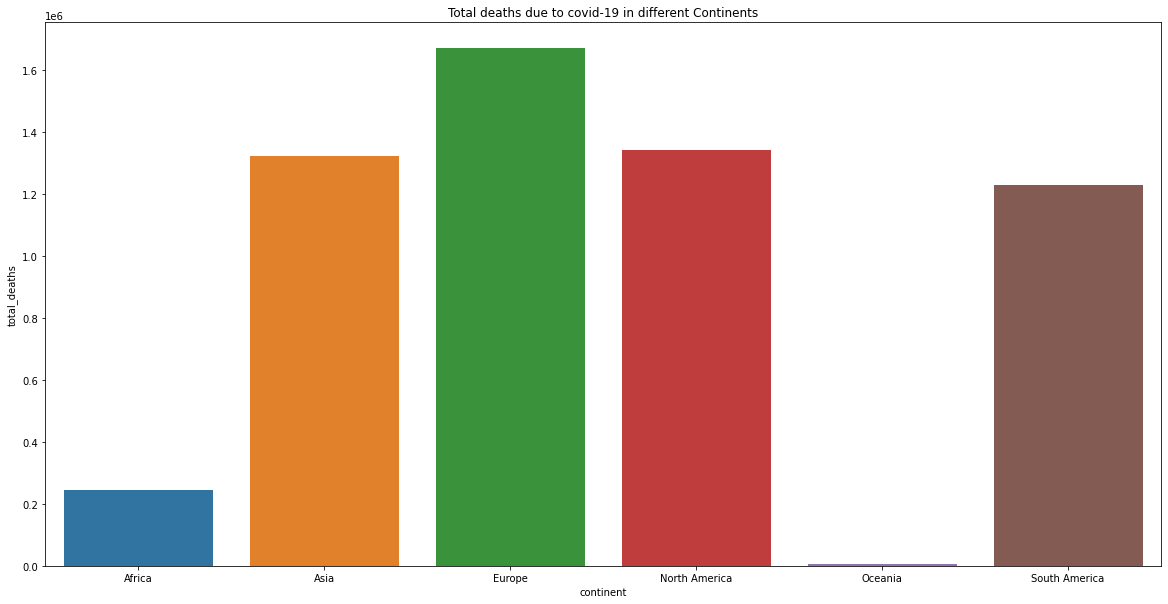 Total deaths due to covid-19 in different Continents
1e6
1.6
1.4
1.2
1.0
0.8
0.6
0.4
0.2
0.0
total_deaths
Africa Asia Europe North America Oceania South America
continent